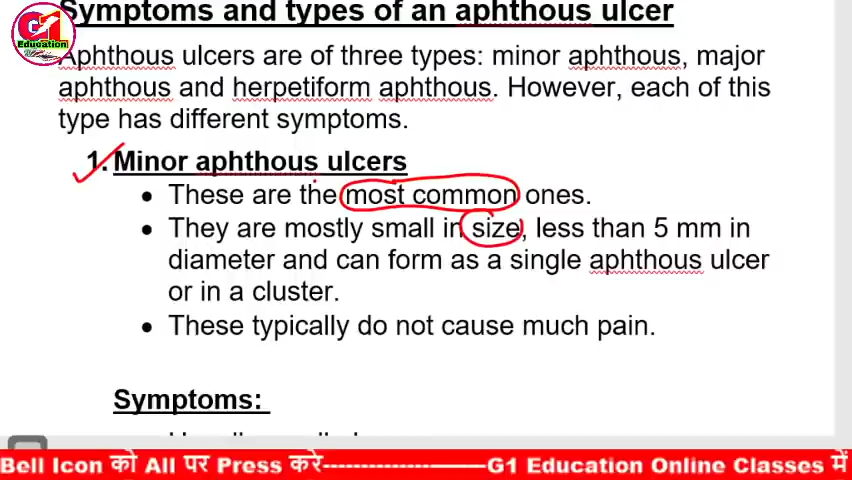 Symptoms and types of an aphthous ulcer
G1
Education
Aphthous ulcers are of three types: minor aphthous, major
aphthous and herpetiform aphthous. However, each of this
type has different symptoms.
1. Minor aphthous ulcers
• These are the most common ones.
• They are mostly small in size, less than 5 mm in
diameter and can form as a single aphthous ulcer
or in a cluster.
• These typically do not cause much pain.
Symptoms:
Bell Icon को All पर Press करे-----------------———G1 Education Online Classes में